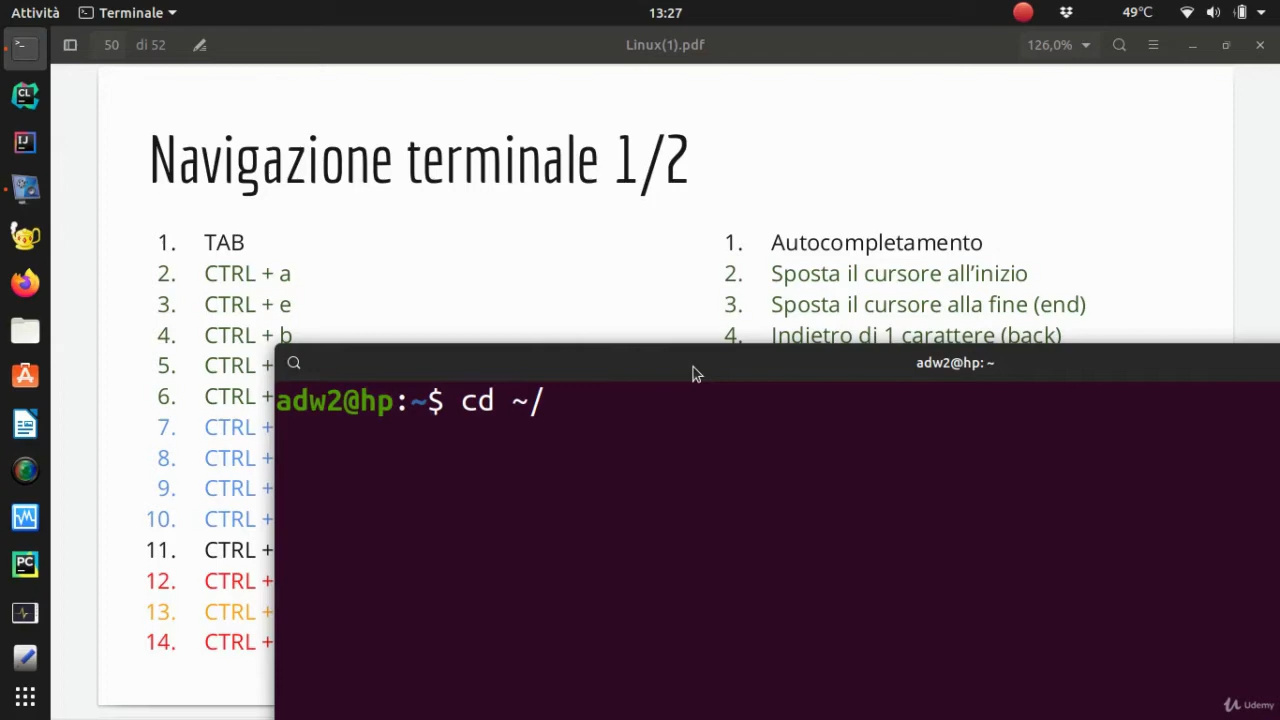 Attività
Terminale
13:27
49°C
50
di 52
Linux(1).pdf
126,0%
Navigazione terminale 1/2
1. TAB
1. Autocompletamento
2. CTRL + a
2. Sposta il cursore all'inizio
3. CTRL + e
3. Sposta il cursore alla fine (end)
4. CTRL + b
4. Indietro di 1 carattere (back)
5. CTRL +
6. CTRL +
7. CTRL +
8. CTRL +
9. CTRL +
10. CTRL +
11. CTRL +
12. CTRL +
13. CTRL +
14. CTRL +
adw2@hp: ~
adw2@hp:~$ cd ~/
CL
IJ
PC
Udemy